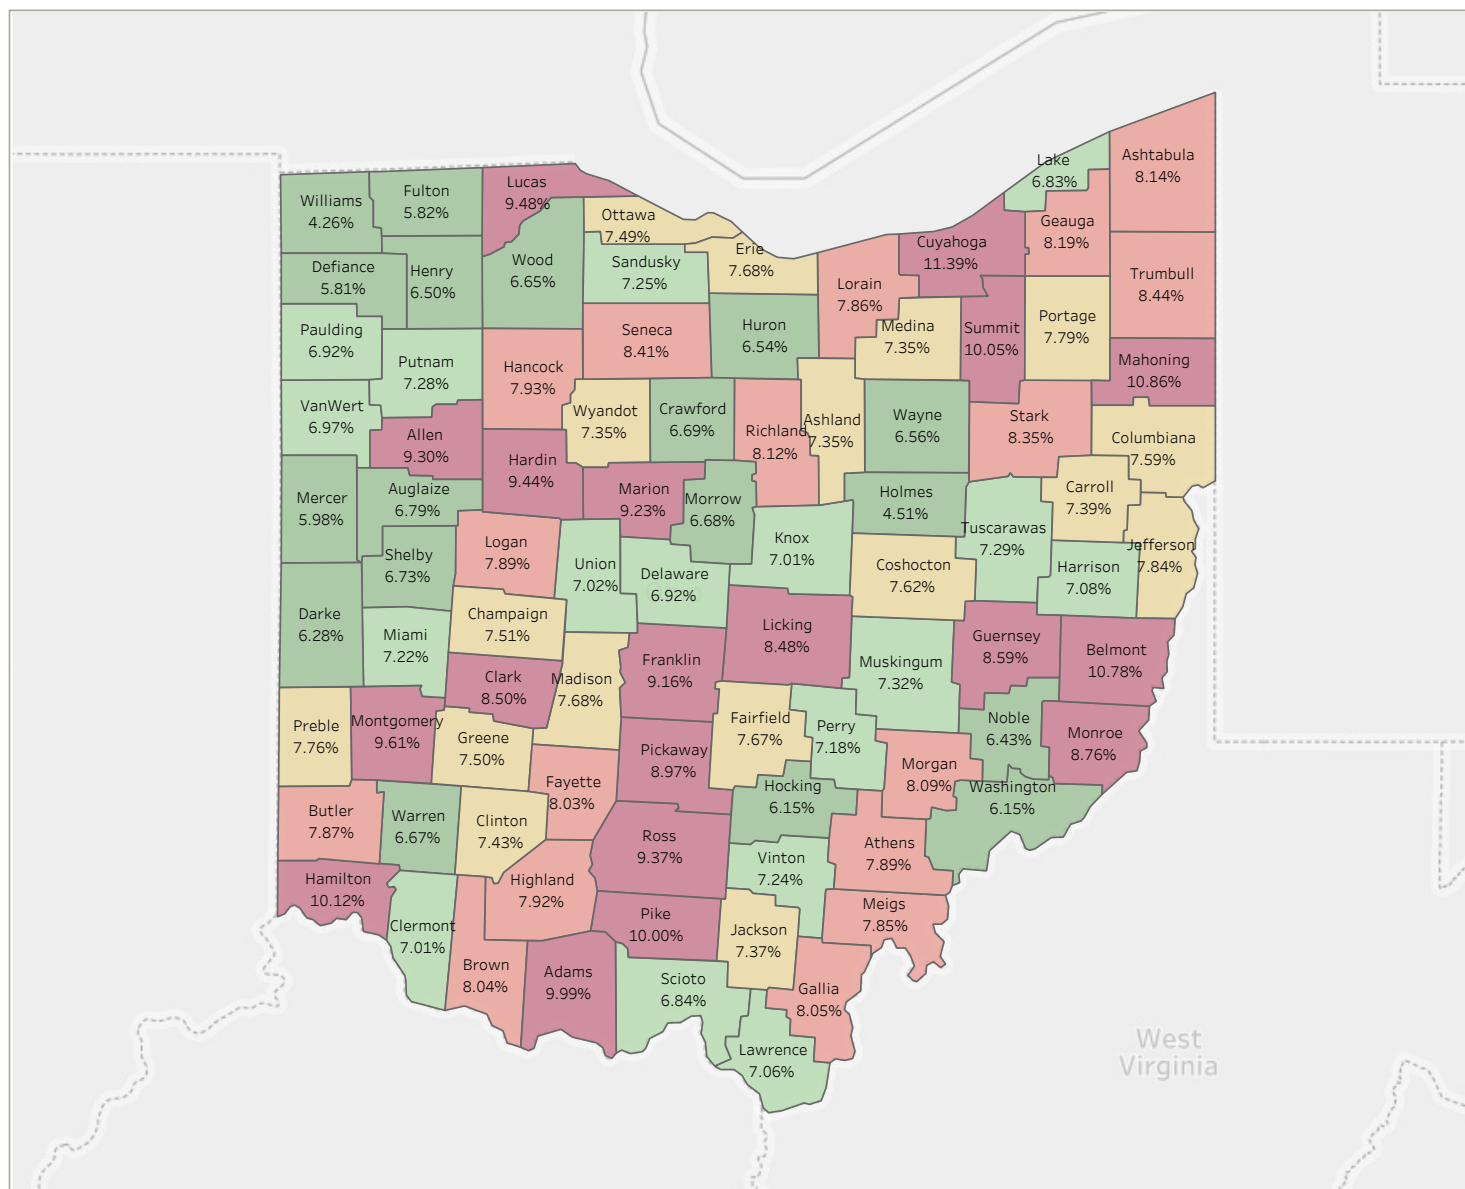 Lake
6.83%
Ashtabula
8.14%
Williams
4.26%
Fulton
5.82%
Lucas
9.48%
Ottawa
7.49%
Geauga
8.19%
Cuyahoga
11.39%
Erie
7.68%
Defiance
5.81%
Henry
6.50%
Wood
6.65%
Sandusky
7.25%
Lorain
7.86%
Trumbull
8.44%
Paulding
6.92%
Putnam
7.28%
Hancock
7.93%
Seneca
8.41%
Huron
6.54%
Medina
7.35%
Summit
10.05%
Portage
7.79%
Mahoning
10.86%
VanWert
6.97%
Allen
9.30%
Wyandot
7.35%
Crawford
6.69%
Richland
8.12%
Ashland
7.35%
Wayne
6.56%
Stark
8.35%
Columbiana
7.59%
Mercer
5.98%
Auglaize
6.79%
Hardin
9.44%
Marion
9.23%
Morrow
6.68%
Holmes
4.51%
Carroll
7.39%
Shelby
6.73%
Logan
7.89%
Union
7.02%
Delaware
6.92%
Knox
7.01%
Coshocton
7.62%
Tuscarawas
7.29%
Harrison
7.08%
Jefferson
7.84%
Darke
6.28%
Miami
7.22%
Champaign
7.51%
Licking
8.48%
Muskingum
7.32%
Guernsey
8.59%
Belmont
10.78%
Clark
8.50%
Madison
7.68%
Franklin
9.16%
Preble
7.76%
Montgomery
9.61%
Greene
7.50%
Pickaway
8.97%
Fairfield
7.67%
Perry
7.18%
Noble
6.43%
Monroe
8.76%
Morgan
8.09%
Washington
6.15%
Butler
7.87%
Warren
6.67%
Clinton
7.43%
Fayette
8.03%
Hocking
6.15%
Ross
9.37%
Vinton
7.24%
Athens
7.89%
Hamilton
10.12%
Clermont
7.01%
Highland
7.92%
Pike
10.00%
Jackson
7.37%
Meigs
7.85%
Brown
8.04%
Adams
9.99%
Scioto
6.84%
Gallia
8.05%
Lawrence
7.06%
West
Virginia